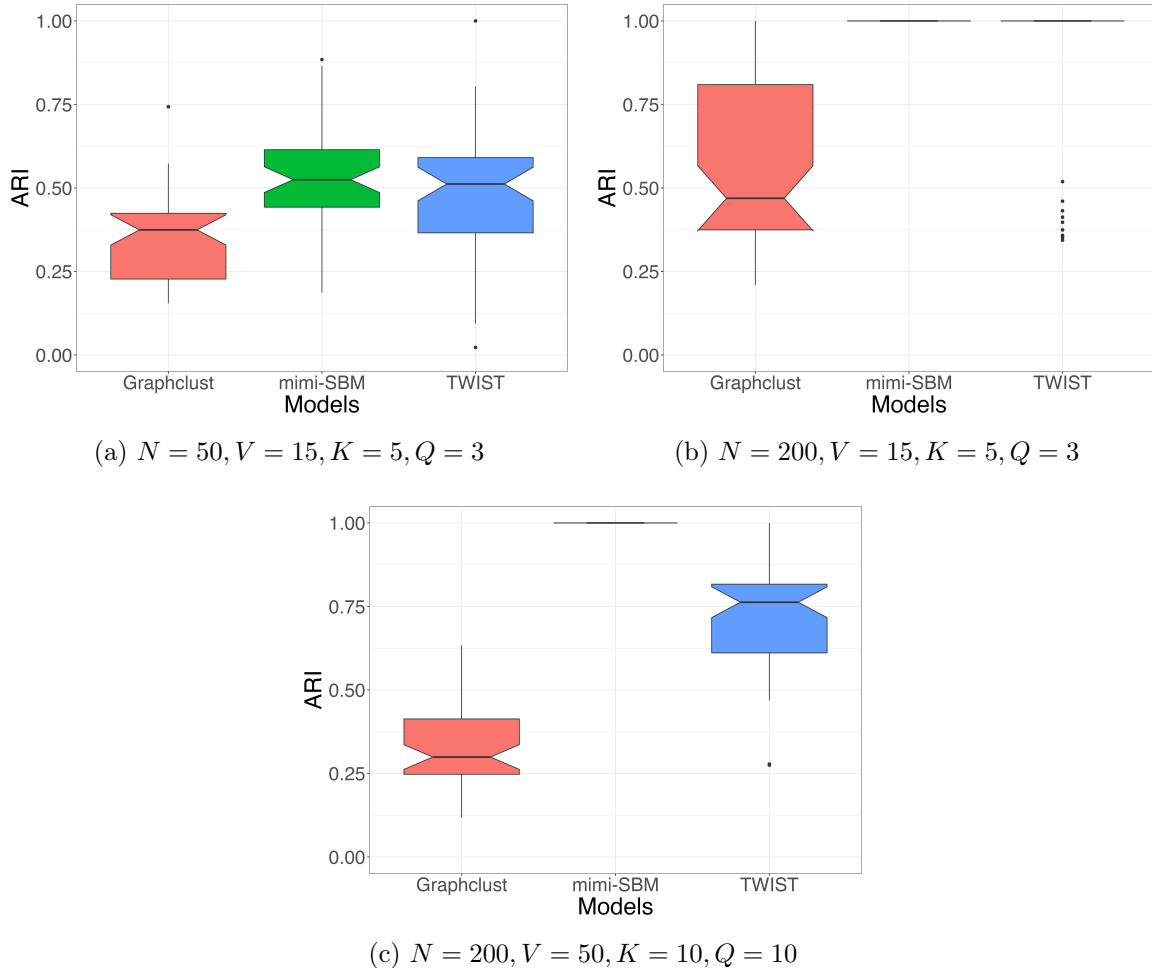 1.00
0.75
0.50
0.25
0.00
ARI
Graphclust mimi-SBM TWIST
Models
(a) N = 50, V = 15, K = 5, Q = 3
1.00
0.75
0.50
0.25
0.00
ARI
Graphclust mimi-SBM TWIST
Models
(b) N = 200, V = 15, K = 5, Q = 3
1.00
0.75
0.50
0.25
0.00
ARI
Graphclust mimi-SBM TWIST
Models
(c) N = 200, V = 50, K = 10, Q = 10